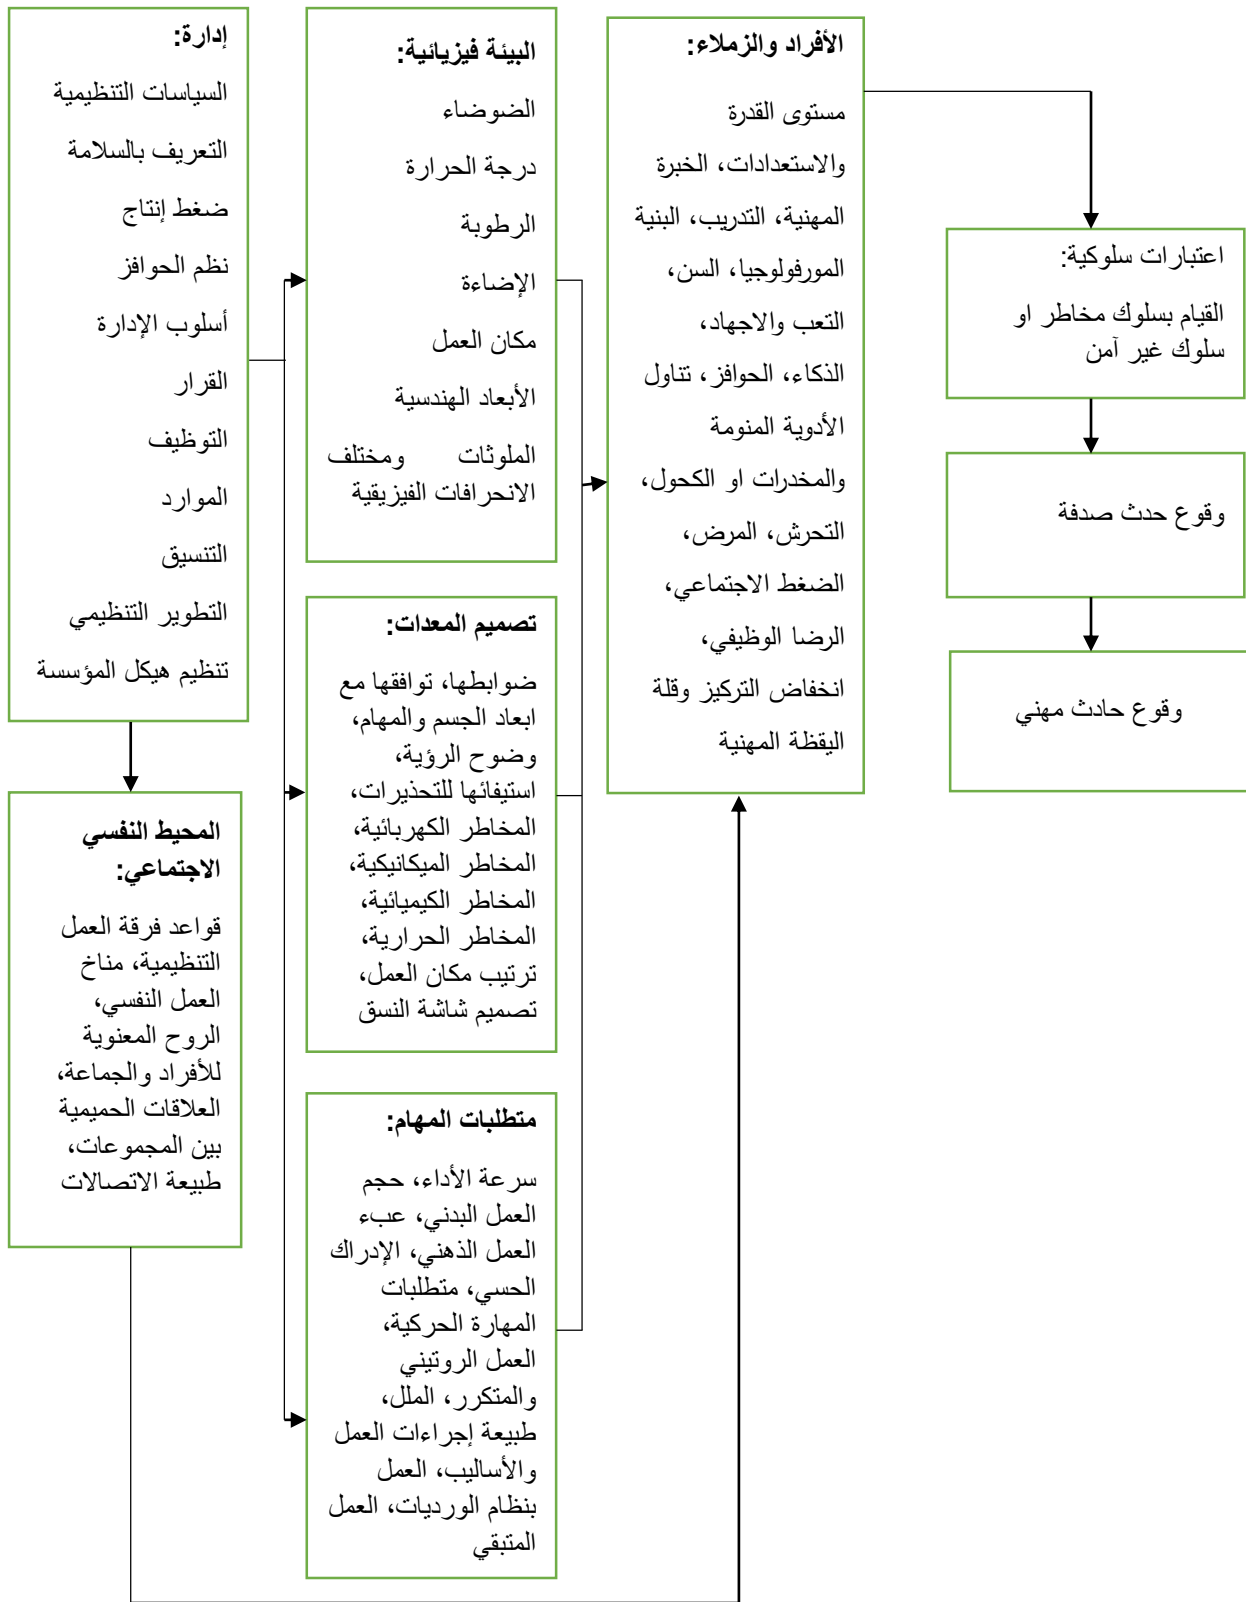 إدارة:
السياسات التنظيمية
التعريف بالسلامة
ضغط إنتاج
نظم الحوافز
أسلوب الإدارة
القرار
التوظيف
الموارد
التنسيق
التطوير التنظيمي
تنظيم هيكل المؤسسة
المحيط النفسي
الاجتماعي:
قواعد فرقة العمل
التنظيمية، مناخ
العمل النفسي،
الروح المعنوية
للأفراد والجماعة،
العلاقات الحميمية
بين المجموعات،
طبيعة الاتصالات
البيئة فيزيائية:
الضوضاء
درجة الحرارة
الرطوبة
الإضاءة
مكان العمل
الأبعاد الهندسية
الملوثات ومختلف
الانحرافات الفيزيقية
تصميم المعدات:
ضوابطها، توافقها مع
ابعاد الجسم والمهام،
وضوح الرؤية،
استيفائها للتحذيرات،
المخاطر الكهربائية،
المخاطر الميكانيكية،
المخاطر الكيميائية،
المخاطر الحرارية،
ترتيب مكان العمل،
تصميم شاشة النسق
متطلبات المهام:
سرعة الأداء، حجم
العمل البدني، عبء
العمل الذهني، الإدراك
الحسي، متطلبات
المهارة الحركية،
العمل الروتيني
والمتكرر، الملل،
طبيعة إجراءات العمل
والأساليب، العمل
بنظام الورديات، العمل
المتبقي
الأفراد والزملاء:
مستوى القدرة
والاستعدادات، الخبرة
المهنية، التدريب، البنية
المورفولوجيا، السن،
التعب والاجهاد،
الذكاء، الحوافز، تناول
الأدوية المنومة
والمخدرات او الكحول،
التحرش، المرض،
الضغط الاجتماعي،
الرضا الوظيفي،
انخفاض التركيز وقلة
اليقظة المهنية
اعتبارات سلوكية:
القيام بسلوك مخاطر او
سلوك غير آمن
وقوع حدث صدفة
وقوع حادث مهني